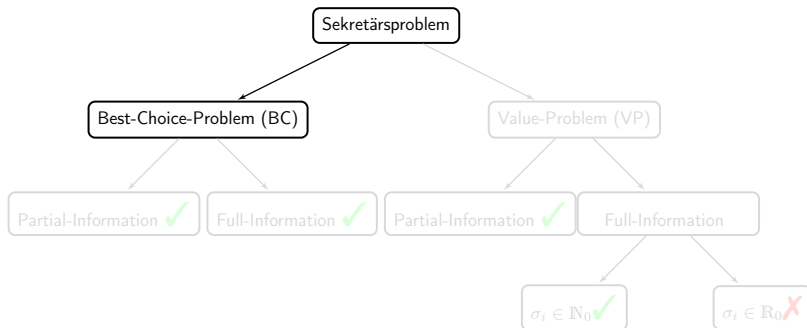 Sekretärsproblem
Best-Choice-Problem (BC)
Value-Problem (VP)
Partial-Information ✓
Full-Information ✓
Partial-Information ✓
Full-Information
σᵢ ∈ ℕ₀ ✓
σᵢ ∈ ℝ₀ ✗